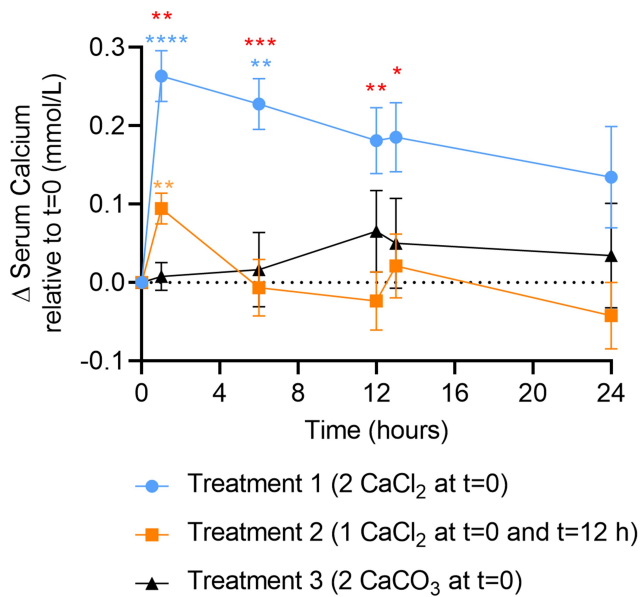 ** *** ** *
**** **
**
0.3
0.2
0.1
0.0
-0.1
Δ Serum Calcium
relative to t=0 (mmol/L)
0 4 8 12 16 20 24
Time (hours)
Treatment 1 (2 CaCl₂ at t=0)
Treatment 2 (1 CaCl₂ at t=0 and t=12 h)
Treatment 3 (2 CaCO₃ at t=0)